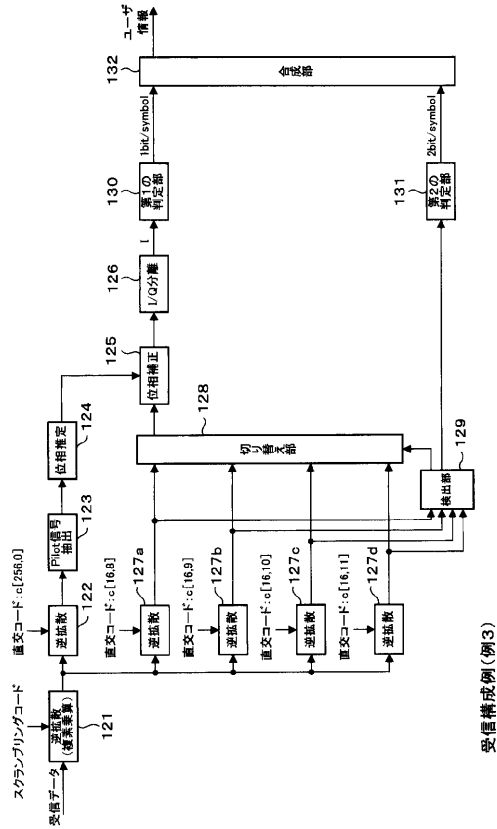 スクランブリングコード
受信データ
逆拡散
(複素乗算)
121
直交コード:c[256,0]
逆拡散
122
Pilot信号
抽出
123
位相推定
124
直交コード:c[16,8]
逆拡散
127a
直交コード:c[16,9]
逆拡散
127b
直交コード:c[16,10]
逆拡散
127c
直交コード:c[16,11]
逆拡散
127d
切り替え部
128
検出部
129
位相補正
125
I/Q分離
126
I
第1の
判定部
130
1bit/symbol
第2の
判定部
131
2bit/symbol
合成部
132
ユーザ
情報
受信構成例(例3)